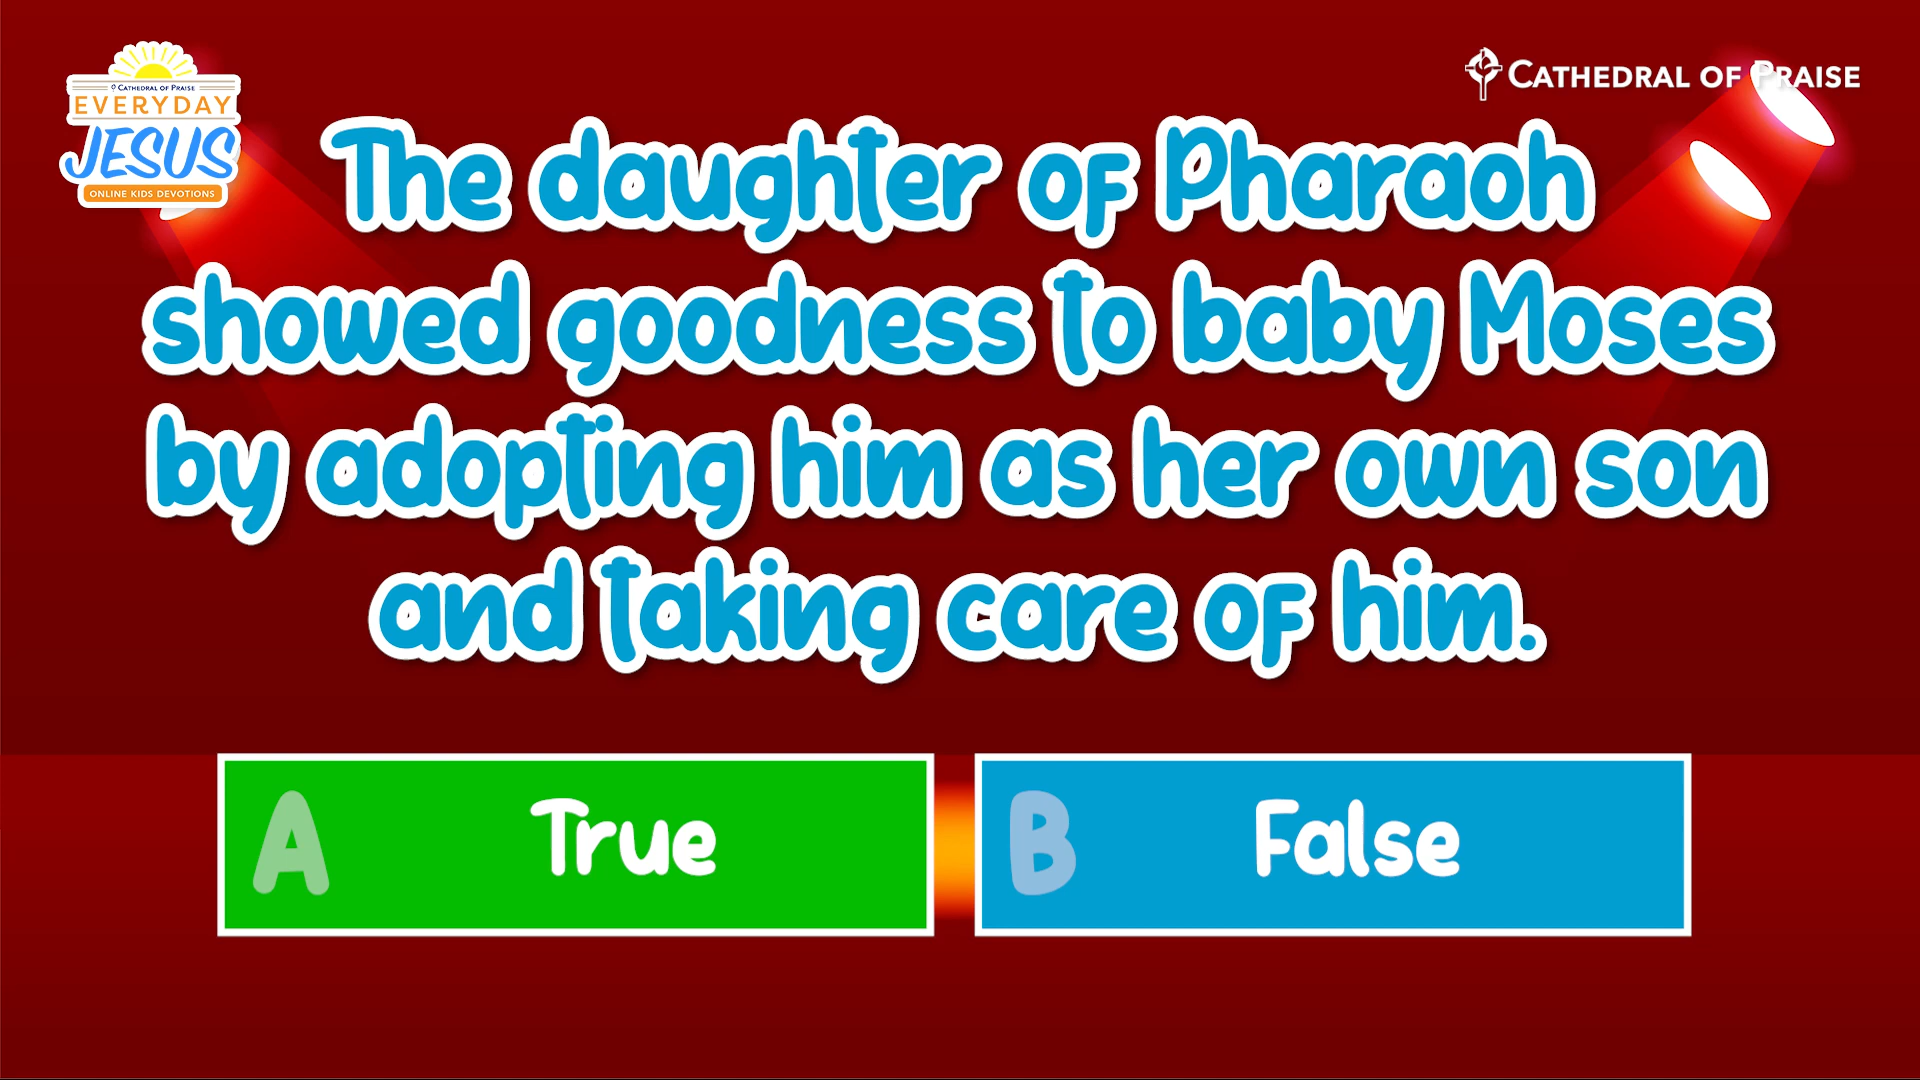 CATHEDRAL OF PRAISE
EVERYDAY
JESUS
ONLINE KIDS DEVOTIONS
CATHEDRAL OF PRAISE
The daughter of Pharaoh
showed goodness to baby Moses
by adopting him as her own son
and taking care of him.
A True
B False